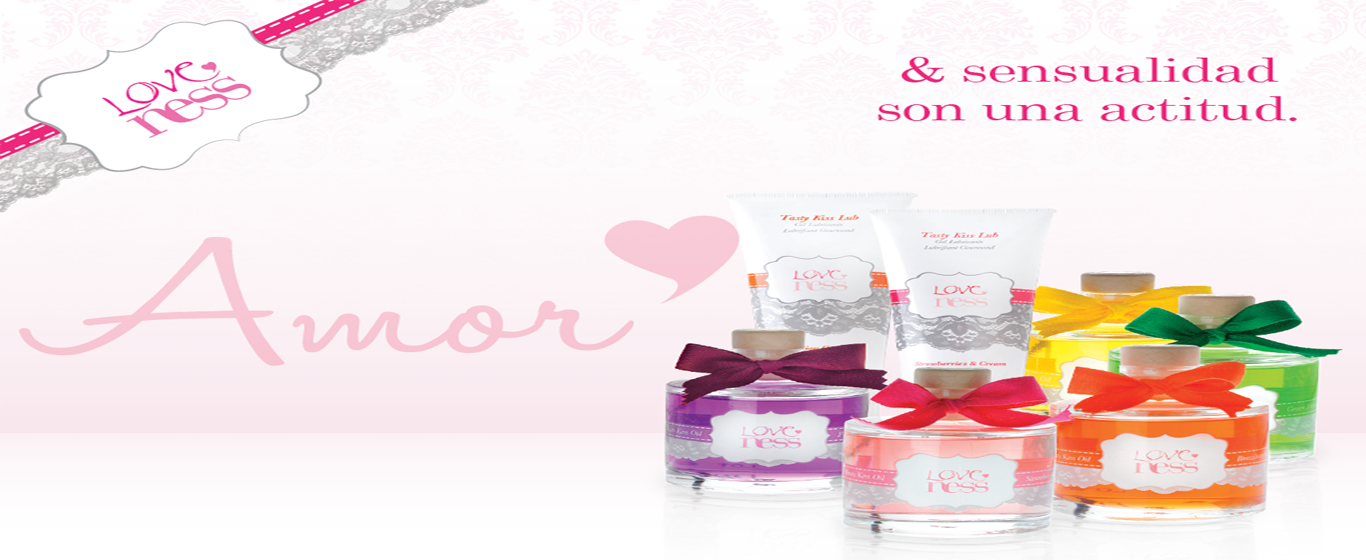 Love
ness
& sensualidad
son una actitud.
Amor
Tasty Kiss Lub
Gel Lubricante
Lubrifiant Gourmand
LOVE
ness
Tasty Kiss Lub
Gel Lubricante
Lubrifiant Gourmand
LOVE
ness
Strawberries & Cream
LOVE
ness
Kiss Oil
LOVE
ness
Kiss Oil
LOVE
ness
Kiss Oil